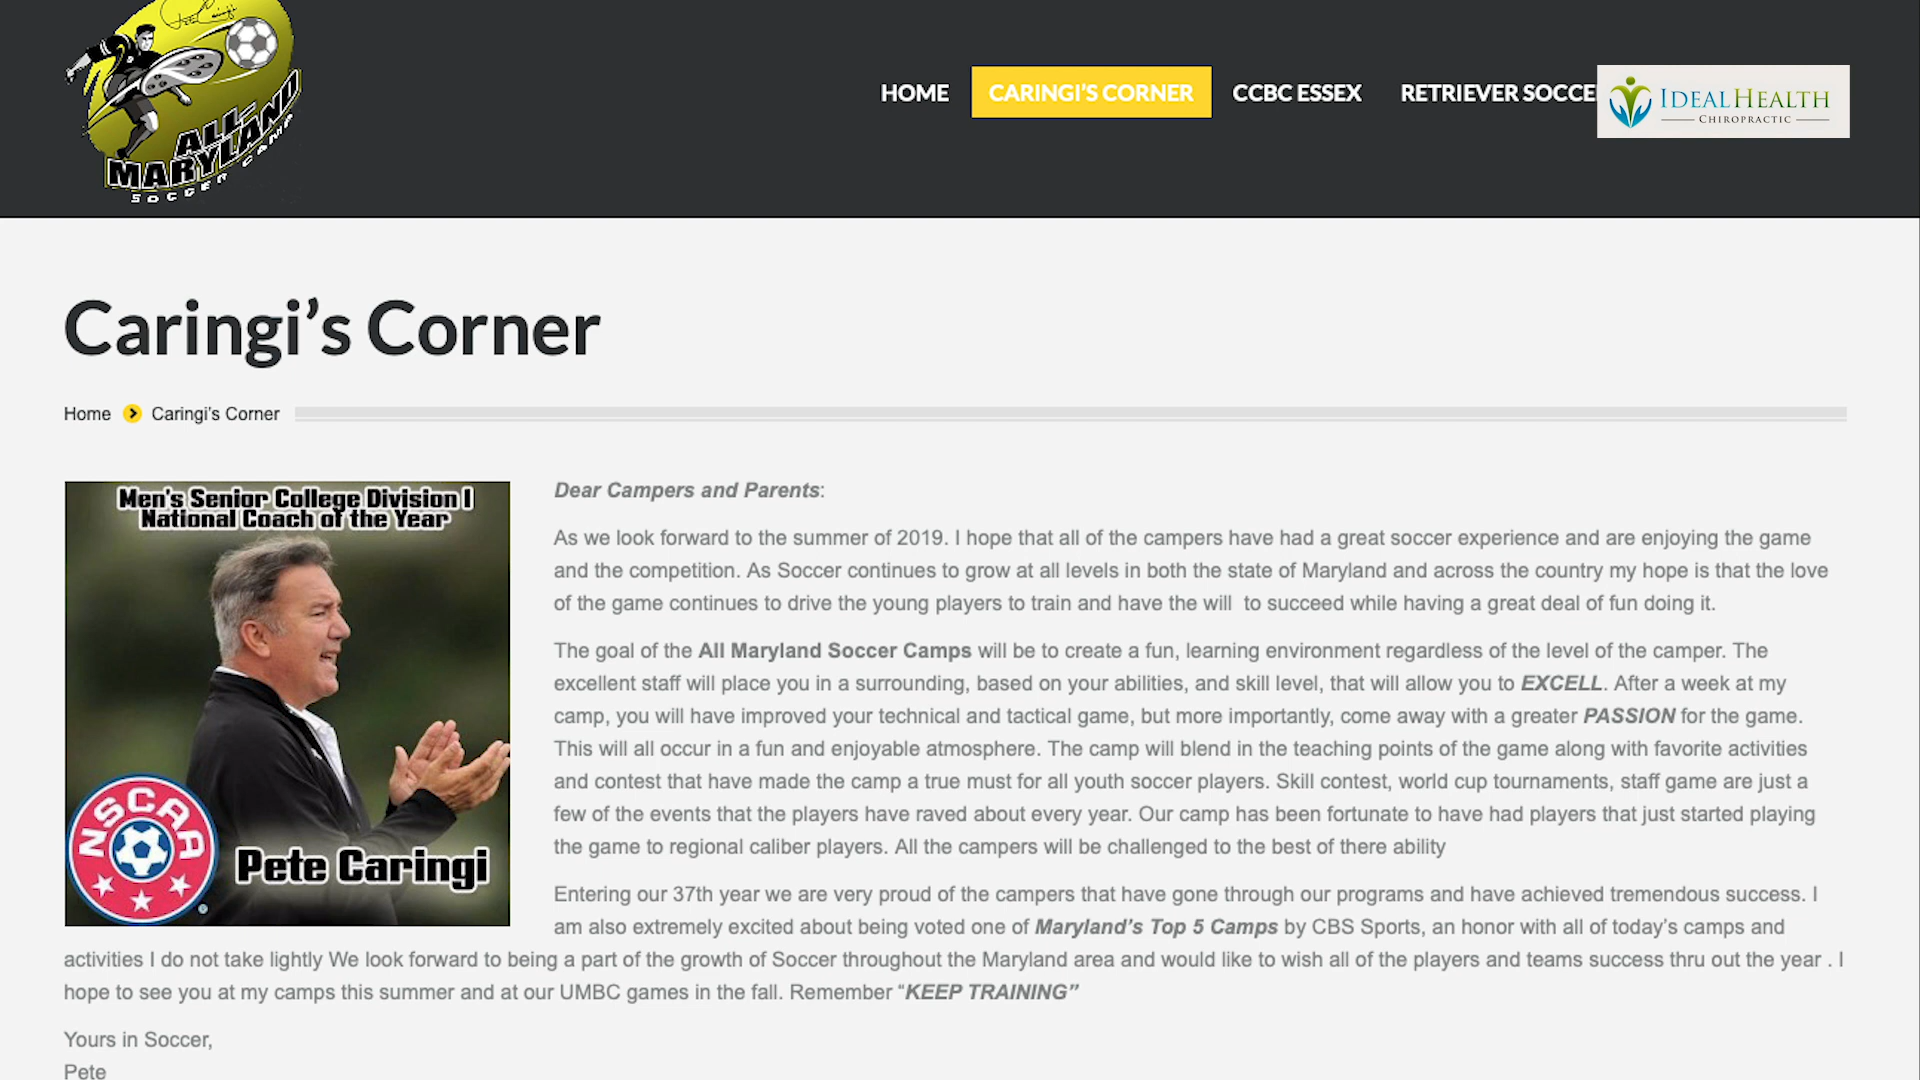 Pete Caringi
ALL-
MARYLAND
SOCCER CAMP
HOME
CARINGI'S CORNER
CCBC ESSEX
RETRIEVER SOCCE
IDEALHEALTH
CHIROPRACTIC
Caringi's Corner
Home
Caringi's Corner
Men's Senior College Division I
National Coach of the Year
NSCAA
Pete Caringi
Dear Campers and Parents:
As we look forward to the summer of 2019. I hope that all of the campers have had a great soccer experience and are enjoying the game
and the competition. As Soccer continues to grow at all levels in both the state of Maryland and across the country my hope is that the love
of the game continues to drive the young players to train and have the will  to succeed while having a great deal of fun doing it.
The goal of the All Maryland Soccer Camps will be to create a fun, learning environment regardless of the level of the camper. The
excellent staff will place you in a surrounding, based on your abilities, and skill level, that will allow you to EXCELL. After a week at my
camp, you will have improved your technical and tactical game, but more importantly, come away with a greater PASSION for the game.
This will all occur in a fun and enjoyable atmosphere. The camp will blend in the teaching points of the game along with favorite activities
and contest that have made the camp a true must for all youth soccer players. Skill contest, world cup tournaments, staff game are just a
few of the events that the players have raved about every year. Our camp has been fortunate to have had players that just started playing
the game to regional caliber players. All the campers will be challenged to the best of there ability
Entering our 37th year we are very proud of the campers that have gone through our programs and have achieved tremendous success. I
am also extremely excited about being voted one of Maryland's Top 5 Camps by CBS Sports, an honor with all of today's camps and
activities I do not take lightly We look forward to being a part of the growth of Soccer throughout the Maryland area and would like to wish all of the players and teams success thru out the year . I
hope to see you at my camps this summer and at our UMBC games in the fall. Remember “KEEP TRAINING”
Yours in Soccer,
Pete